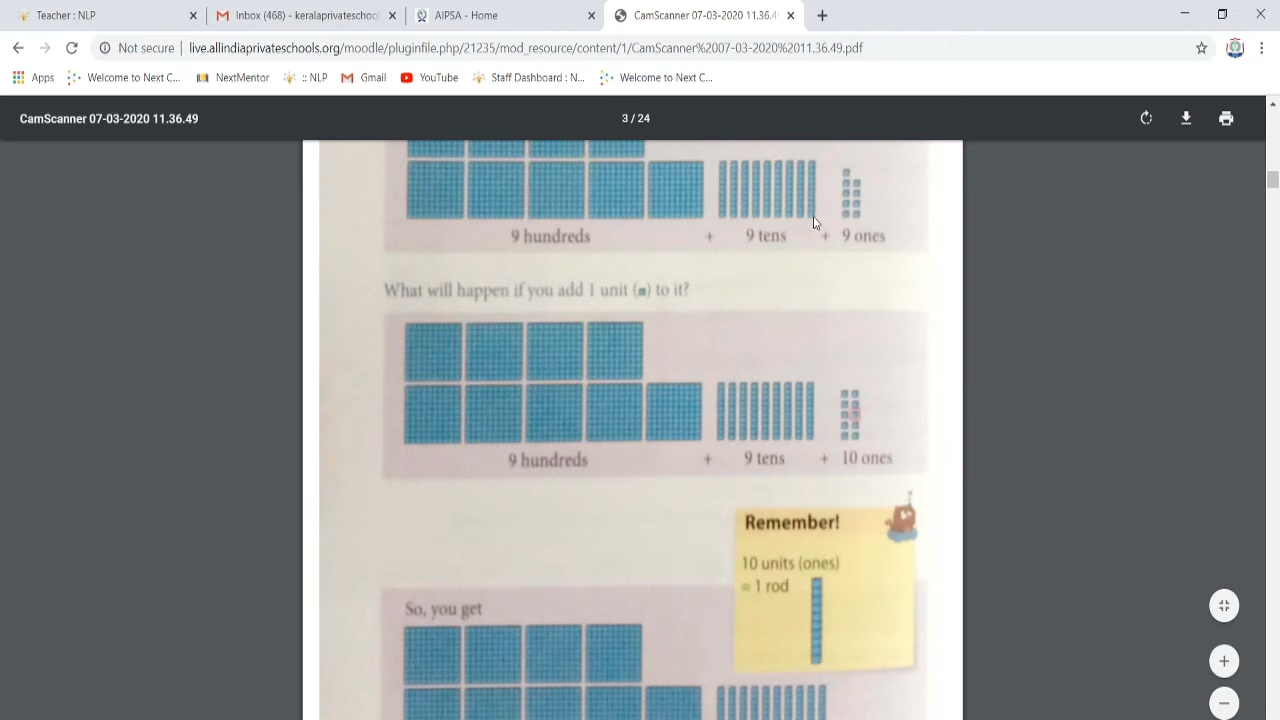 Teacher : NLP
Inbox (468) - keralaprivateschool
AIPSA - Home
CamScanner 07-03-2020 11.36.4
Not secure | live.allindiaprivateschools.org/moodle/pluginfile.php/21235/mod_resource/content/1/CamScanner%2007-03-2020%2011.36.49.pdf
Apps
Welcome to Next C...
NextMentor
:: NLP
Gmail
YouTube
Staff Dashboard : N...
Welcome to Next C...
CamScanner 07-03-2020 11.36.49
3 / 24
9 hundreds + 9 tens + 9 ones
What will happen if you add 1 unit ( ) to it?
9 hundreds + 9 tens + 10 ones
Remember!
10 units (ones)
= 1 rod
So, you get